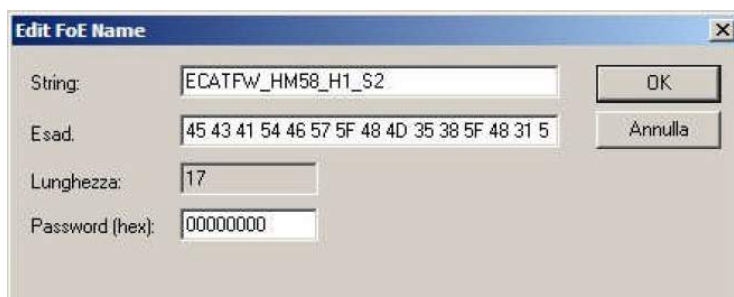 Edit FoE Name
String: ECATFW_HM58_H1_S2 OK
Esad. 45 43 41 54 46 57 5F 48 4D 35 38 5F 48 31 5 Annulla
Lunghezza: 17
Password (hex): 00000000